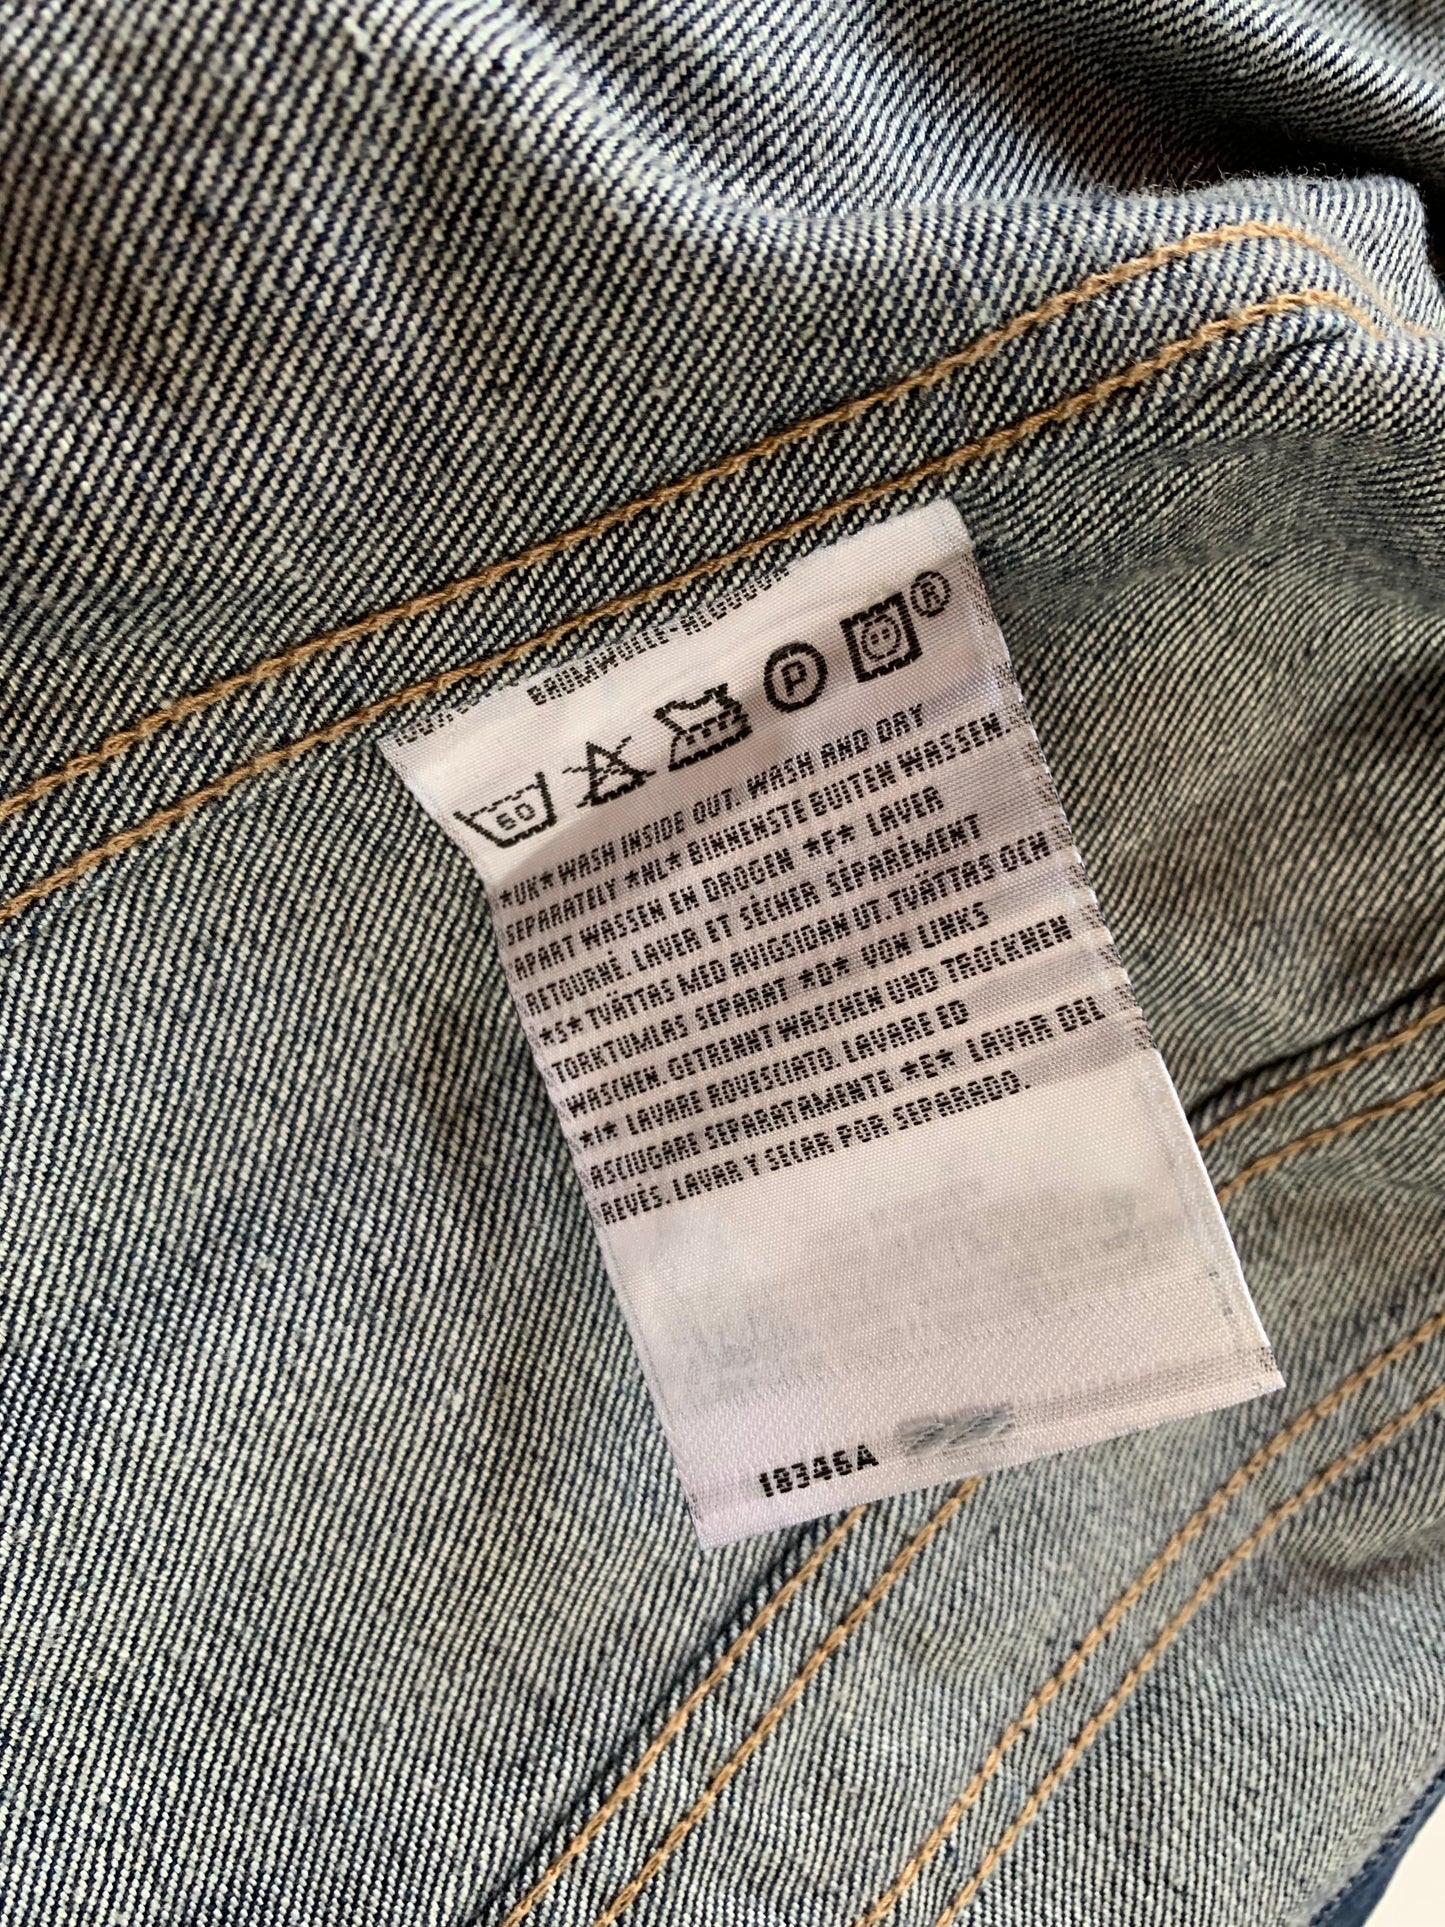 BAUMWOLLE-ALGODON
60 P ®
*UK* WASH INSIDE OUT. WASH AND DRY
SEPARATELY *NL* BINNENSTE BUITEN WASSEN.
APART WASSEN EN DROGEN *F* LAVER
RETOURNÉ. LAVER ET SÉCHER SÉPARÉMENT
*S* TVÄTTAS MED AVIGSIDAN UT. TVÄTTAS OCH
TORKTUMLAS SEPARAT *D* VON LINKS
WASCHEN. GETRENNT WASCHEN UND TROCKNEN
*I* LAVARE ROVESCIATO. LAVARE ED
ASCIUGARE SEPARATAMENTE *E* LAVAR DEL
REVÉS. LAVAR Y SECAR POR SEPARADO.
18346A